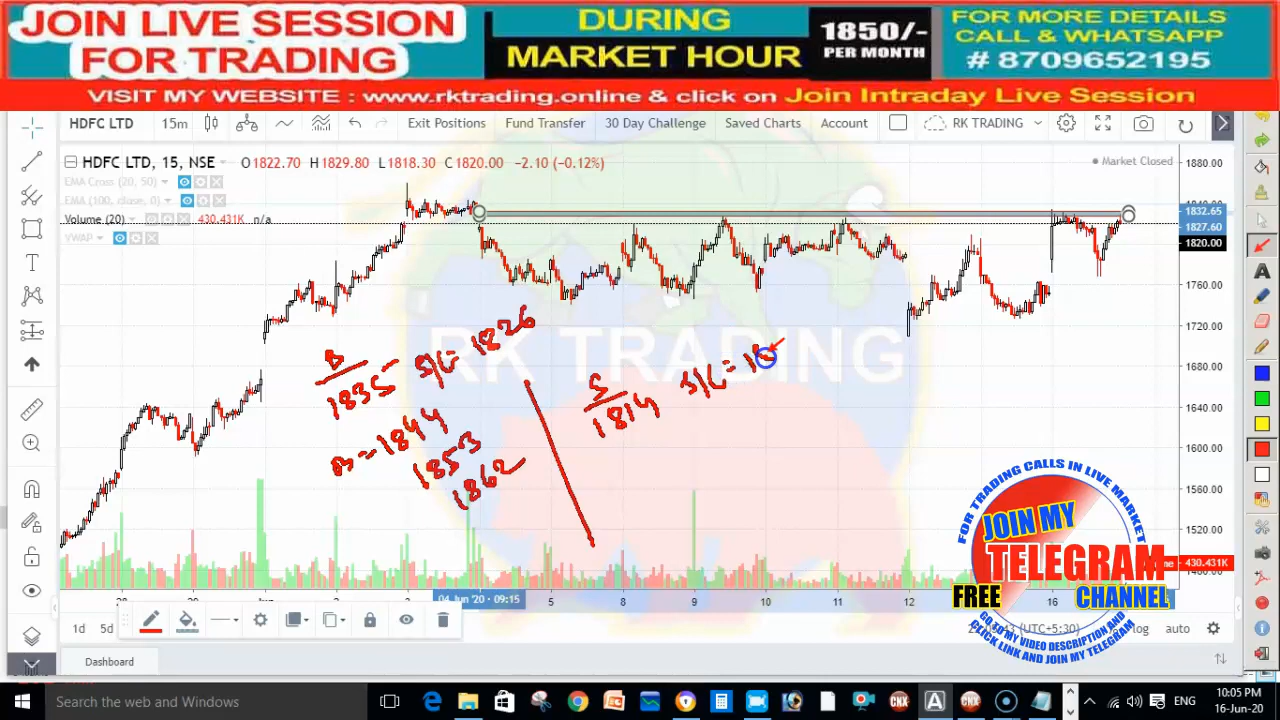 JOIN LIVE SESSION
FOR TRADING
DURING
MARKET HOUR
1850/-
PER MONTH
FOR MORE DETAILS
CALL & WHATSAPP
# 8709652195
VISIT MY WEBSITE : www.rktrading.online & click on Join Intraday Live Session
HDFC LTD 15m Exit Positions Fund Transfer 30 Day Challenge Saved Charts Account RK TRADING
HDFC LTD, 15, NSE O1822.70 H1829.80 L1818.30 C1820.00 −2.10 (−0.12%)
Market Closed
EMA Cross (20, 50)
EMA (100, close, 0)
Volume (20) 430.431K n/a
VWAP
1880.00
1832.65
1827.60
1820.00
1760.00
1720.00
1680.00
1640.00
1600.00
1560.00
1520.00
430.431K
RK TRADING
B
1835 S/L = 1826
B = 1844
1853
1862
S
1814 S/L = 18
FOR TRADING CALLS IN LIVE MARKET
JOIN MY
TELEGRAM
FREE CHANNEL
GO TO MY VIDEO DESCRIPTION AND
CLICK LINK AND JOIN MY TELEGRAM
04 Jun '20 - 09:15 5 8 9 10 11 12 16
1d 5d (UTC+5:30) log auto
Dashboard
Search the Web and Windows
ENG
10:05 PM
16-Jun-20